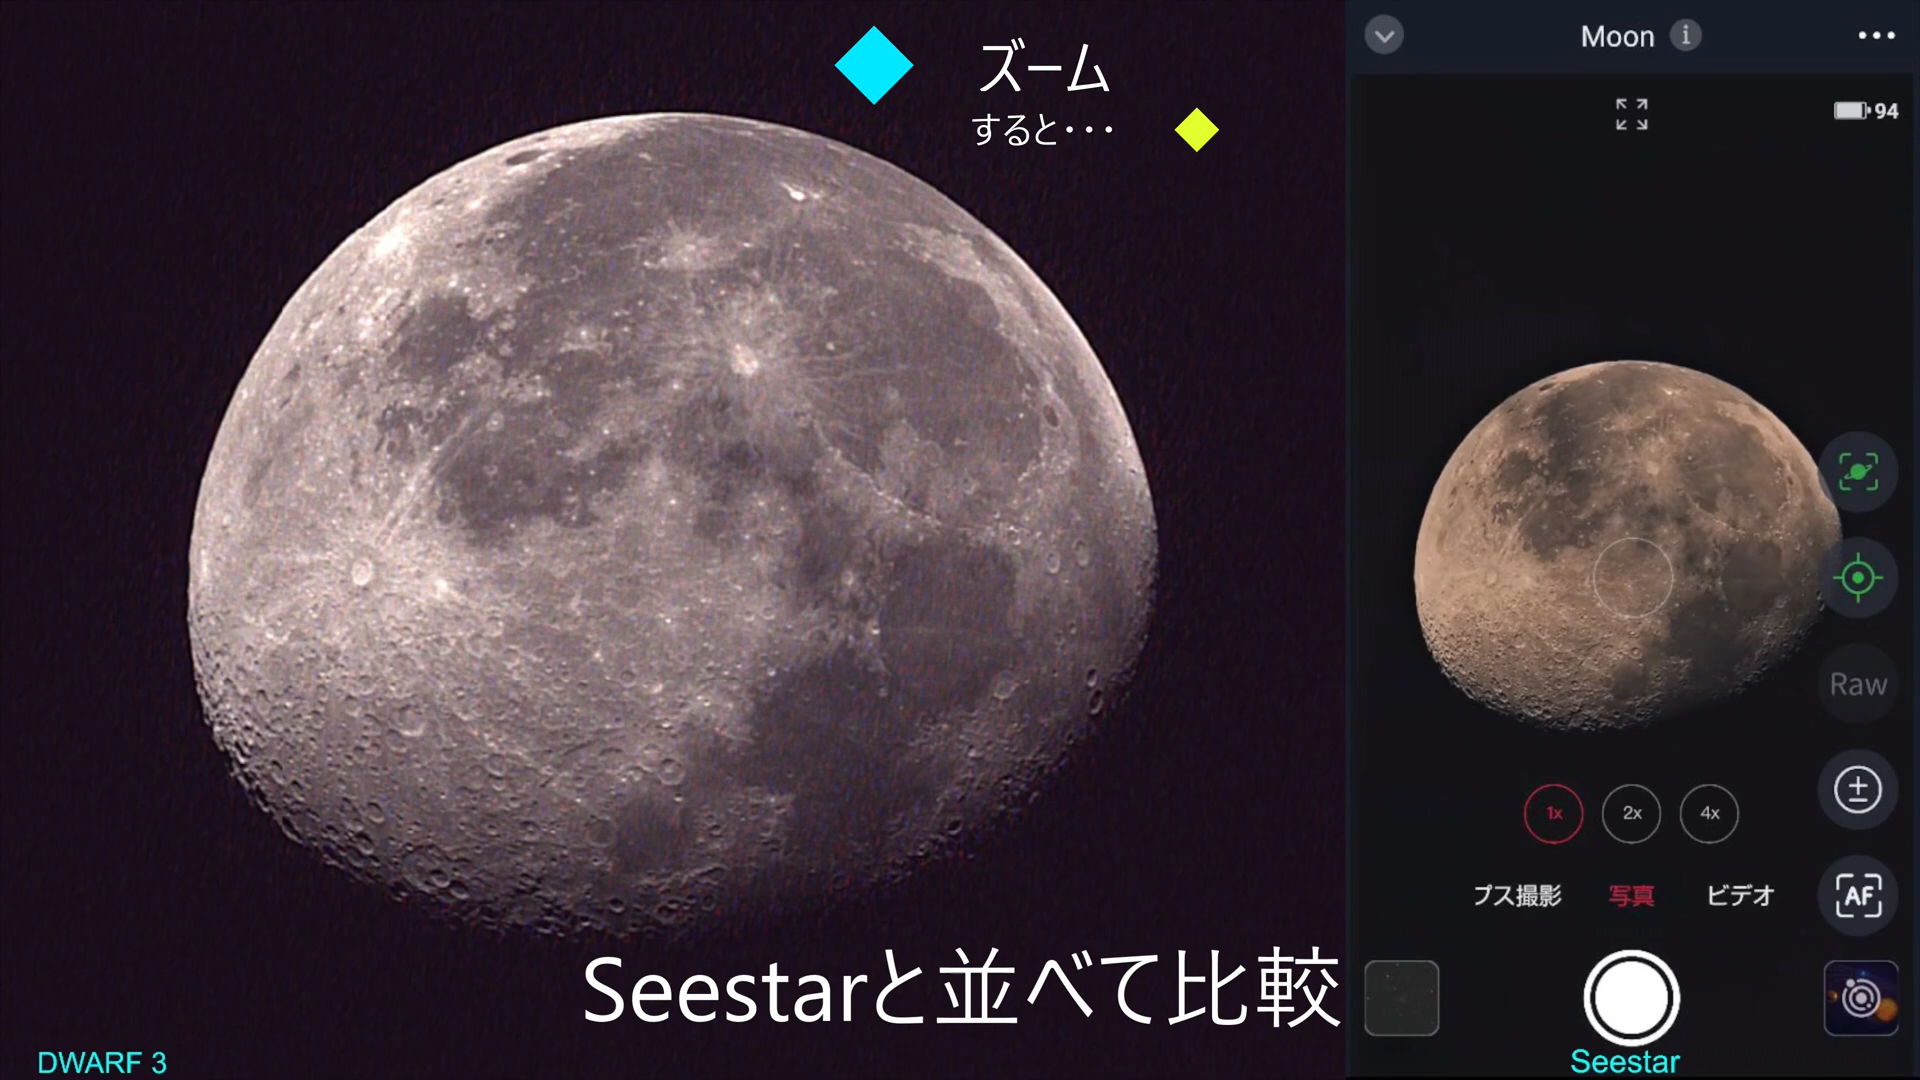 ズーム
すると・・・
Seestarと並べて比較
DWARF 3
Moon
94
Raw
1x 2x 4x
プス撮影 写真 ビデオ
AF
Seestar